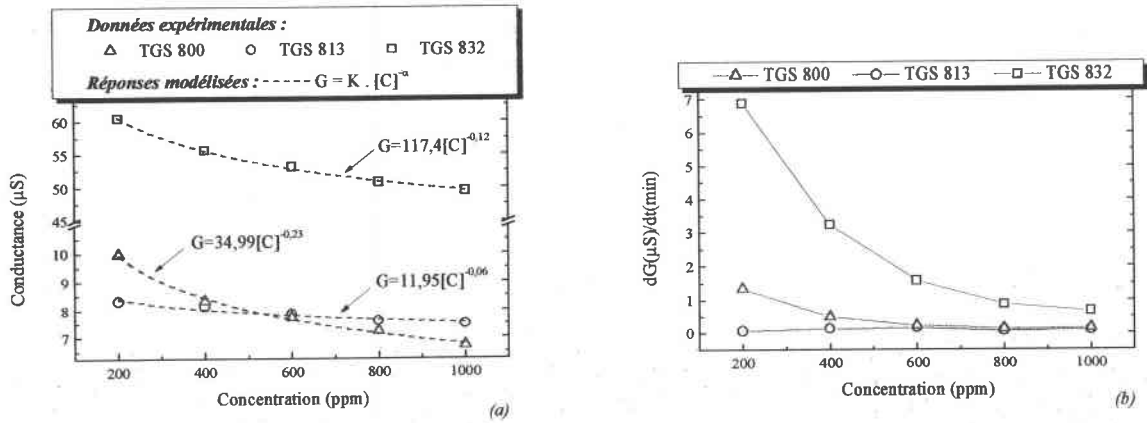 Données expérimentales :
TGS 800 TGS 813 TGS 832
Réponses modélisées : G = K . [C]^-α
60
55
50
45
10
9
8
7
Conductance (µS)
G=117,4[C]^-0,12
G=34,99[C]^-0,23
G=11,95[C]^-0,06
200 400 600 800 1000
Concentration (ppm)
(a)
TGS 800 TGS 813 TGS 832
7
6
5
4
3
2
1
0
dG(µS)/dt(min)
200 400 600 800 1000
Concentration (ppm)
(b)